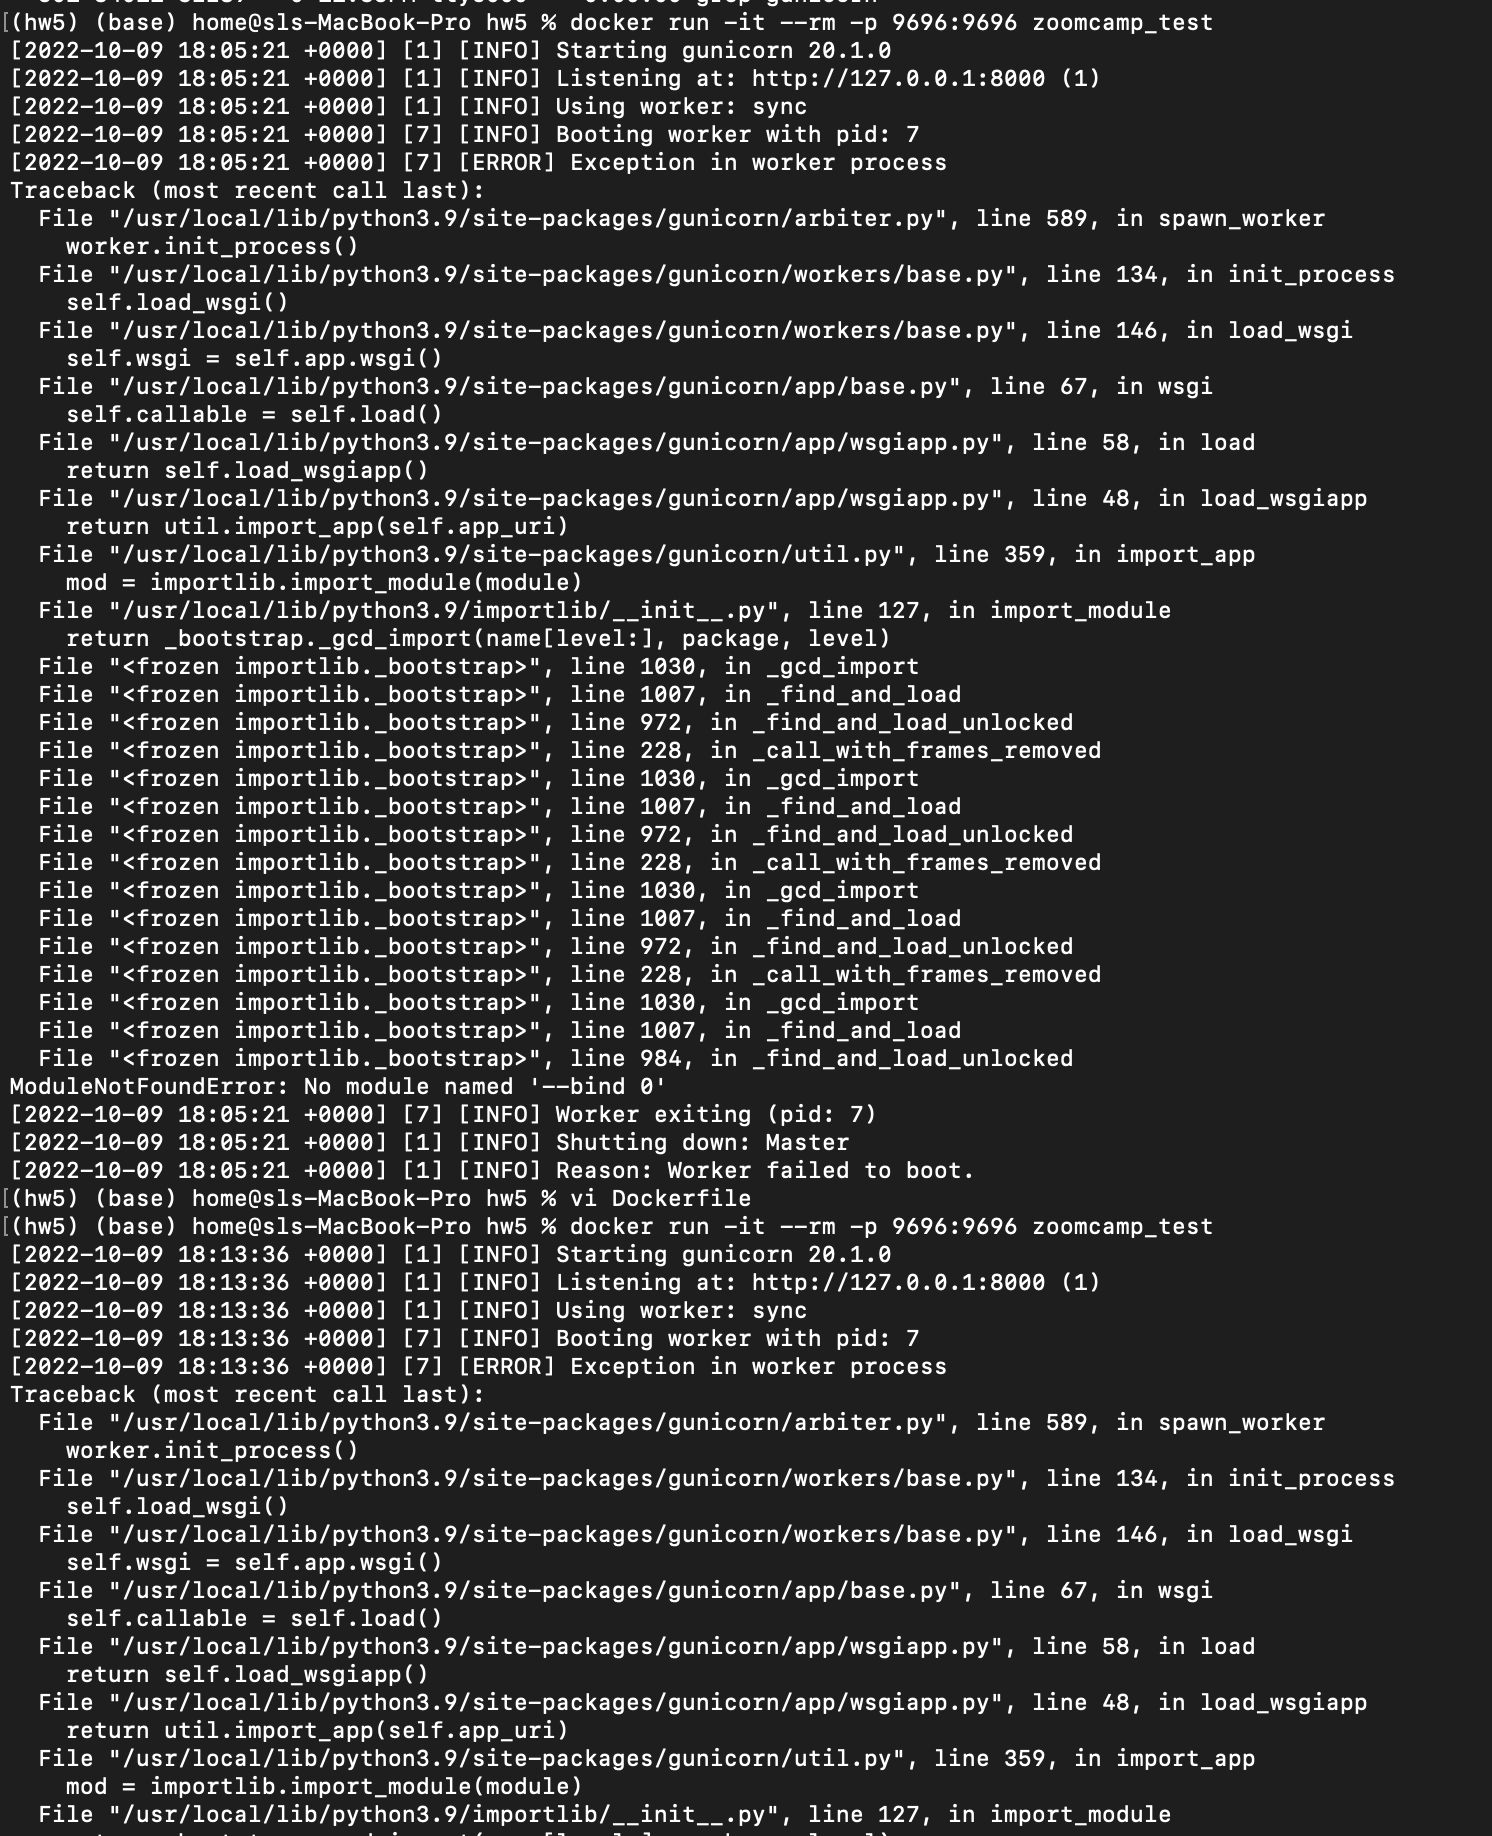 [(hw5) (base) home@sls-MacBook-Pro hw5 % docker run -it --rm -p 9696:9696 zoomcamp_test
[2022-10-09 18:05:21 +0000] [1] [INFO] Starting gunicorn 20.1.0
[2022-10-09 18:05:21 +0000] [1] [INFO] Listening at: http://127.0.0.1:8000 (1)
[2022-10-09 18:05:21 +0000] [1] [INFO] Using worker: sync
[2022-10-09 18:05:21 +0000] [7] [INFO] Booting worker with pid: 7
[2022-10-09 18:05:21 +0000] [7] [ERROR] Exception in worker process
Traceback (most recent call last):
  File "/usr/local/lib/python3.9/site-packages/gunicorn/arbiter.py", line 589, in spawn_worker
    worker.init_process()
  File "/usr/local/lib/python3.9/site-packages/gunicorn/workers/base.py", line 134, in init_process
    self.load_wsgi()
  File "/usr/local/lib/python3.9/site-packages/gunicorn/workers/base.py", line 146, in load_wsgi
    self.wsgi = self.app.wsgi()
  File "/usr/local/lib/python3.9/site-packages/gunicorn/app/base.py", line 67, in wsgi
    self.callable = self.load()
  File "/usr/local/lib/python3.9/site-packages/gunicorn/app/wsgiapp.py", line 58, in load
    return self.load_wsgiapp()
  File "/usr/local/lib/python3.9/site-packages/gunicorn/app/wsgiapp.py", line 48, in load_wsgiapp
    return util.import_app(self.app_uri)
  File "/usr/local/lib/python3.9/site-packages/gunicorn/util.py", line 359, in import_app
    mod = importlib.import_module(module)
  File "/usr/local/lib/python3.9/importlib/__init__.py", line 127, in import_module
    return _bootstrap._gcd_import(name[level:], package, level)
  File "<frozen importlib._bootstrap>", line 1030, in _gcd_import
  File "<frozen importlib._bootstrap>", line 1007, in _find_and_load
  File "<frozen importlib._bootstrap>", line 972, in _find_and_load_unlocked
  File "<frozen importlib._bootstrap>", line 228, in _call_with_frames_removed
  File "<frozen importlib._bootstrap>", line 1030, in _gcd_import
  File "<frozen importlib._bootstrap>", line 1007, in _find_and_load
  File "<frozen importlib._bootstrap>", line 972, in _find_and_load_unlocked
  File "<frozen importlib._bootstrap>", line 228, in _call_with_frames_removed
  File "<frozen importlib._bootstrap>", line 1030, in _gcd_import
  File "<frozen importlib._bootstrap>", line 1007, in _find_and_load
  File "<frozen importlib._bootstrap>", line 972, in _find_and_load_unlocked
  File "<frozen importlib._bootstrap>", line 228, in _call_with_frames_removed
  File "<frozen importlib._bootstrap>", line 1030, in _gcd_import
  File "<frozen importlib._bootstrap>", line 1007, in _find_and_load
  File "<frozen importlib._bootstrap>", line 984, in _find_and_load_unlocked
ModuleNotFoundError: No module named '--bind 0'
[2022-10-09 18:05:21 +0000] [7] [INFO] Worker exiting (pid: 7)
[2022-10-09 18:05:21 +0000] [1] [INFO] Shutting down: Master
[2022-10-09 18:05:21 +0000] [1] [INFO] Reason: Worker failed to boot.
[(hw5) (base) home@sls-MacBook-Pro hw5 % vi Dockerfile
[(hw5) (base) home@sls-MacBook-Pro hw5 % docker run -it --rm -p 9696:9696 zoomcamp_test
[2022-10-09 18:13:36 +0000] [1] [INFO] Starting gunicorn 20.1.0
[2022-10-09 18:13:36 +0000] [1] [INFO] Listening at: http://127.0.0.1:8000 (1)
[2022-10-09 18:13:36 +0000] [1] [INFO] Using worker: sync
[2022-10-09 18:13:36 +0000] [7] [INFO] Booting worker with pid: 7
[2022-10-09 18:13:36 +0000] [7] [ERROR] Exception in worker process
Traceback (most recent call last):
  File "/usr/local/lib/python3.9/site-packages/gunicorn/arbiter.py", line 589, in spawn_worker
    worker.init_process()
  File "/usr/local/lib/python3.9/site-packages/gunicorn/workers/base.py", line 134, in init_process
    self.load_wsgi()
  File "/usr/local/lib/python3.9/site-packages/gunicorn/workers/base.py", line 146, in load_wsgi
    self.wsgi = self.app.wsgi()
  File "/usr/local/lib/python3.9/site-packages/gunicorn/app/base.py", line 67, in wsgi
    self.callable = self.load()
  File "/usr/local/lib/python3.9/site-packages/gunicorn/app/wsgiapp.py", line 58, in load
    return self.load_wsgiapp()
  File "/usr/local/lib/python3.9/site-packages/gunicorn/app/wsgiapp.py", line 48, in load_wsgiapp
    return util.import_app(self.app_uri)
  File "/usr/local/lib/python3.9/site-packages/gunicorn/util.py", line 359, in import_app
    mod = importlib.import_module(module)
  File "/usr/local/lib/python3.9/importlib/__init__.py", line 127, in import_module